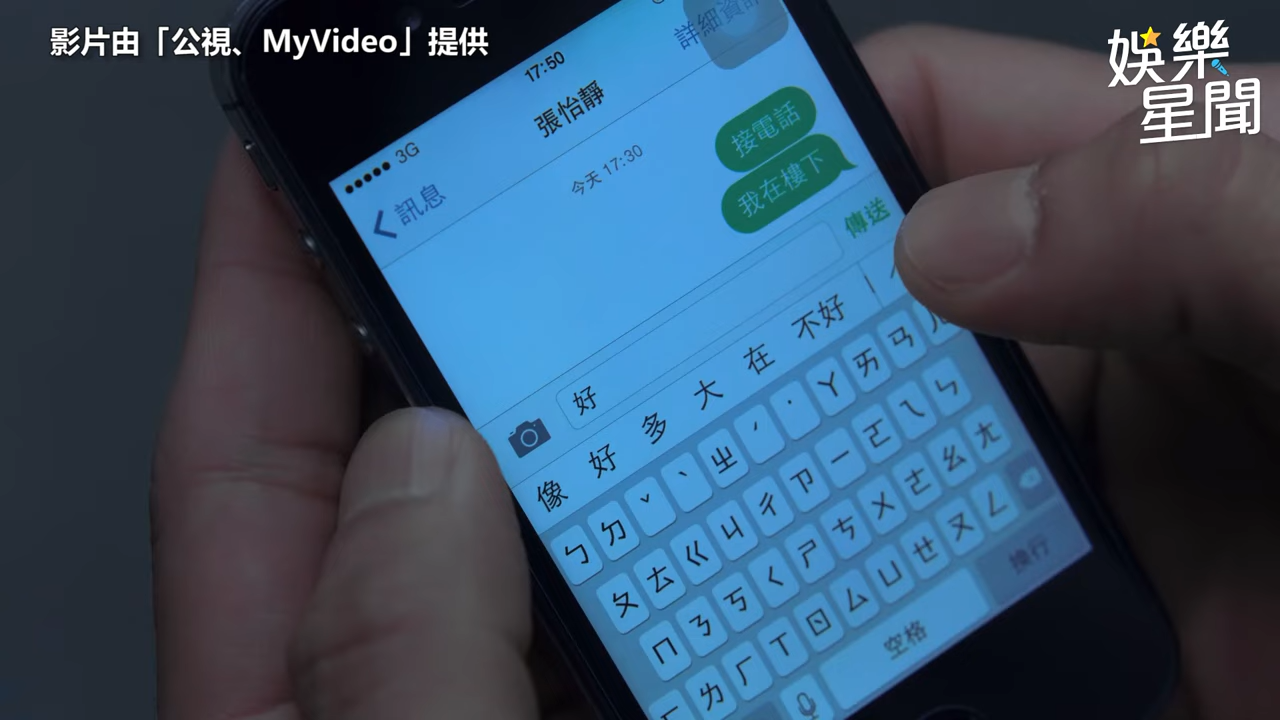 影片由「公視、MyVideo」提供
娛樂
星聞
17:50
3G
訊息
張怡靜
詳細資訊
今天 17:30
接電話
我在樓下
傳送
好
像 好 多 大 在 不好
ㄅ ㄉ ˇ ˋ ㄓ ˊ ˙ ㄚ ㄞ ㄢ ㄦ
ㄆ ㄊ ㄍ ㄐ ㄔ ㄗ ㄧ ㄛ ㄟ ㄣ
ㄇ ㄋ ㄎ ㄑ ㄕ ㄘ ㄨ ㄜ ㄠ ㄤ
ㄈ ㄌ ㄏ ㄒ ㄖ ㄙ ㄩ ㄝ ㄡ ㄥ
空格
換行